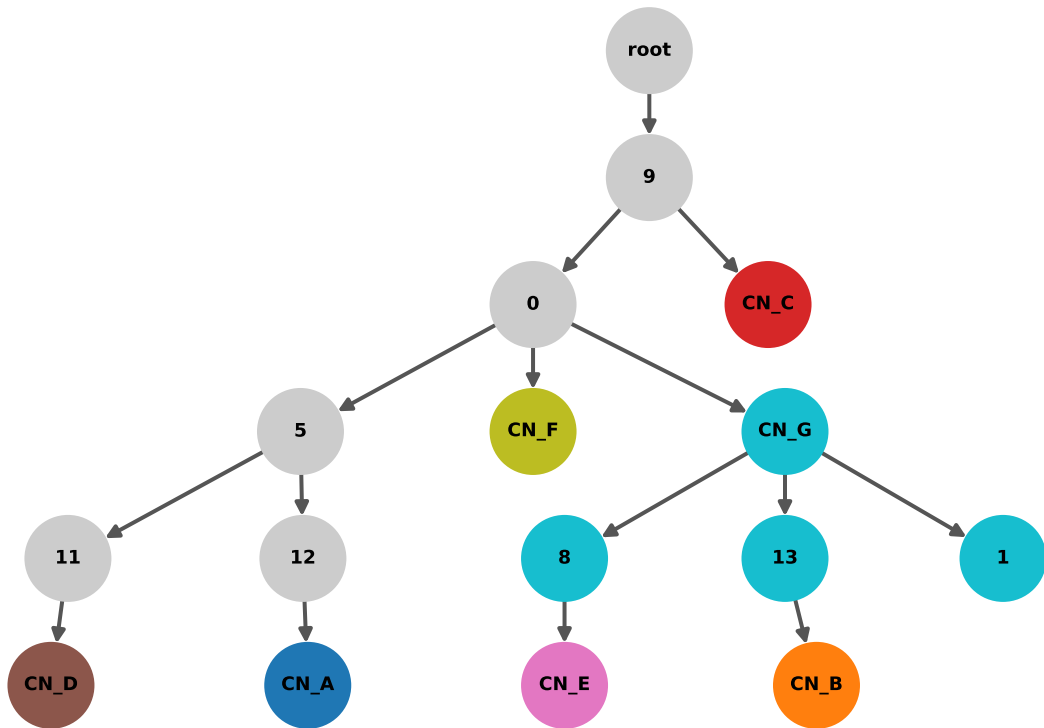 root
9
0
CN_C
5
CN_F
CN_G
11
12
8
13
1
CN_D
CN_A
CN_E
CN_B